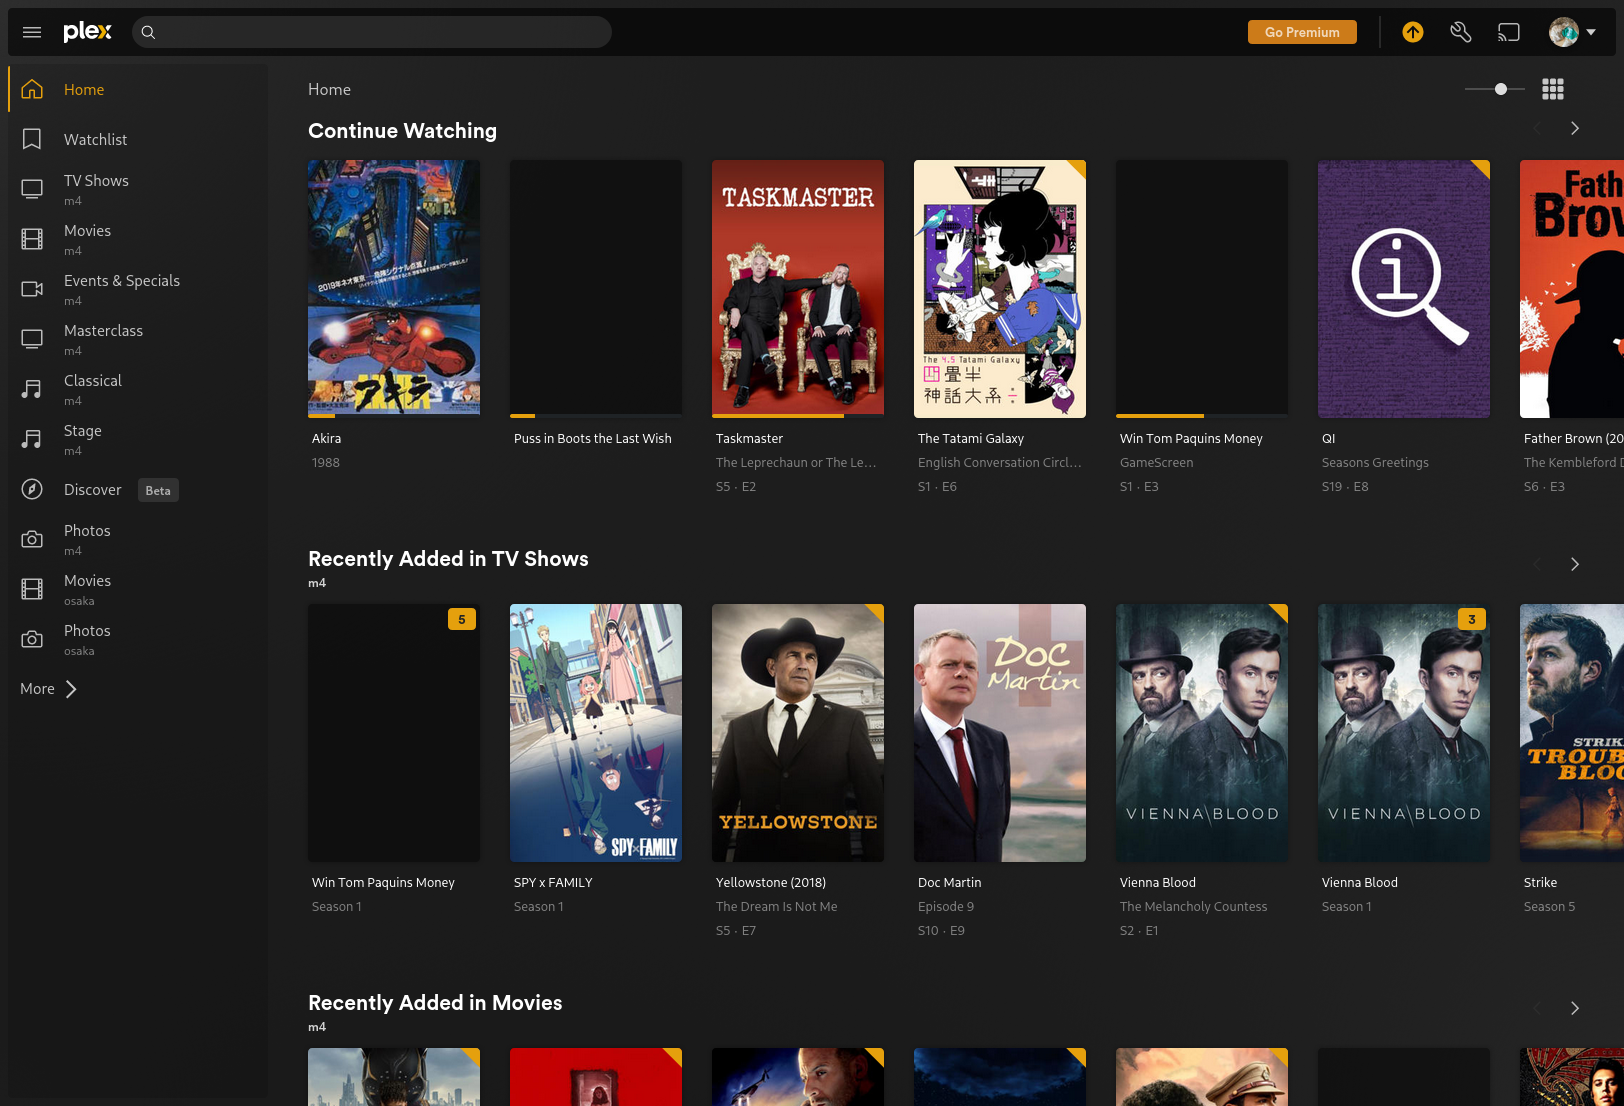 plex
Go Premium
Home
Watchlist
TV Shows
m4
Movies
m4
Events & Specials
m4
Masterclass
m4
Classical
m4
Stage
m4
Discover Beta
Photos
m4
Movies
osaka
Photos
osaka
More
Home
Continue Watching
アキラ
Akira
1988
Puss in Boots the Last Wish
TASKMASTER
Taskmaster
The Leprechaun or The Le...
S5 · E2
The 4.5 Tatami Galaxy
四畳半
神話大系
The Tatami Galaxy
English Conversation Circl...
S1 · E6
Win Tom Paquins Money
GameScreen
S1 · E3
i
QI
Seasons Greetings
S19 · E8
Father
Brow
Father Brown (20
The Kembleford
S6 · E3
Recently Added in TV Shows
m4
5
Win Tom Paquins Money
Season 1
SPY×FAMILY
SPY x FAMILY
Season 1
YELLOWSTONE
Yellowstone (2018)
The Dream Is Not Me
S5 · E7
Doc
Martin
Doc Martin
Episode 9
S10 · E9
VIENNA\BLOOD
Vienna Blood
The Melancholy Countess
S2 · E1
3
VIENNA\BLOOD
Vienna Blood
Season 1
STRIK
TROUB
BLOO
Strike
Season 5
Recently Added in Movies
m4